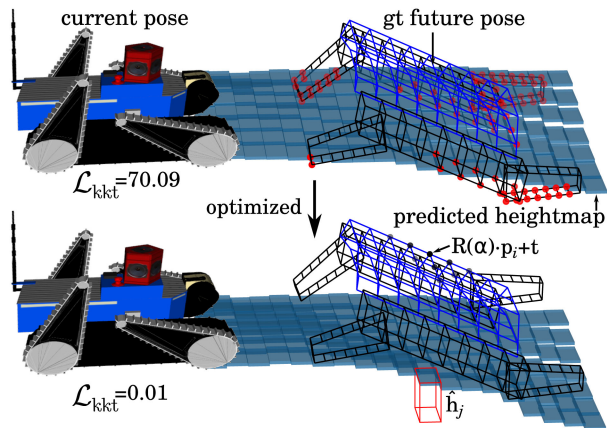 current pose
gt future pose
ℒkkt=70.09
optimized
predicted heightmap
R(α)·pᵢ+t
ℒkkt=0.01
ĥⱼ